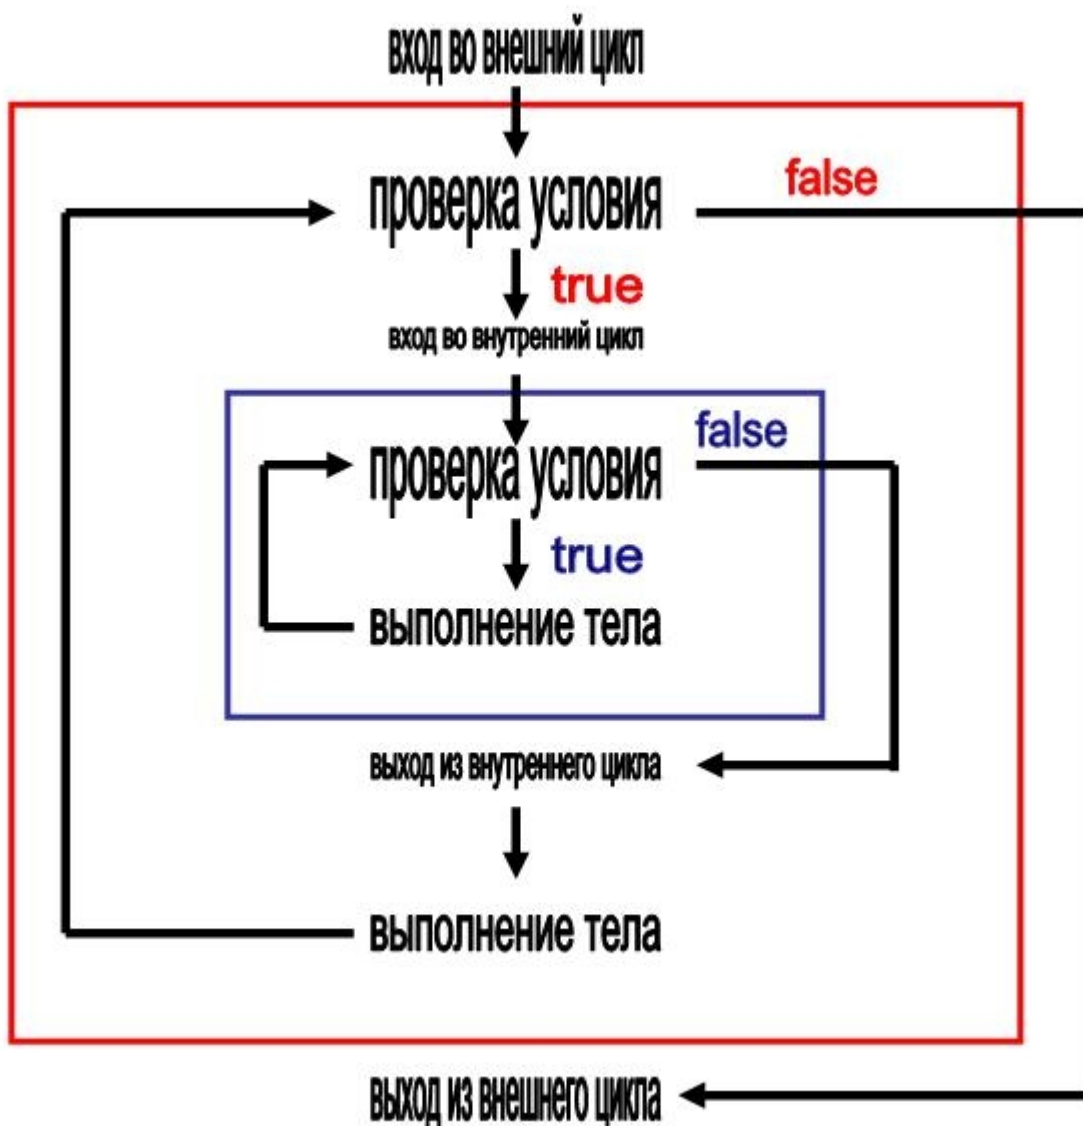 вход во внешний цикл
проверка условия
false
true
вход во внутренний цикл
проверка условия
false
true
выполнение тела
выход из внутреннего цикла
выполнение тела
выход из внешнего цикла